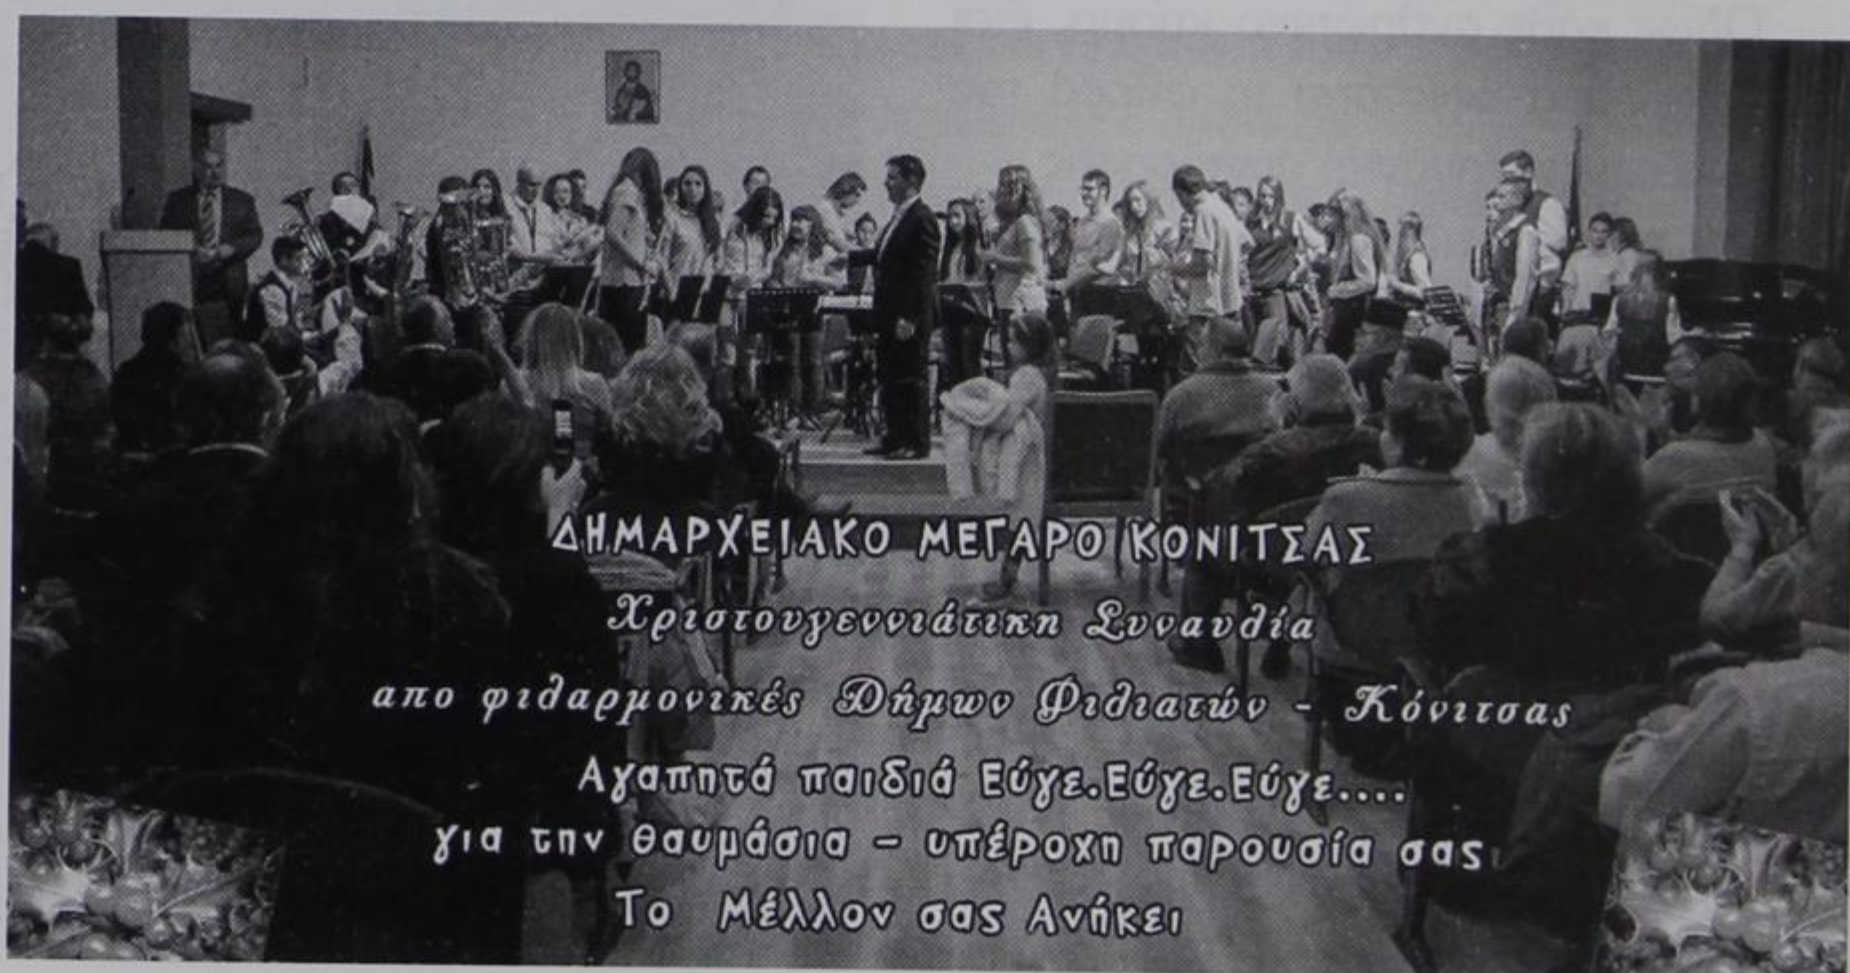 ΔΗΜΑΡΧΕΙΑΚΟ ΜΕΓΑΡΟ ΚΟΝΙΤΣΑΣ
Χριστουγεννιάτικη Συναυλία
απο φιλαρμονικές Δήμων Φιλιατών - Κόνιτσας
Αγαπητά παιδιά Εύγε.Εύγε.Εύγε....
για την θαυμάσια - υπέροχη παρουσία σας
Το Μέλλον σας Ανήκει